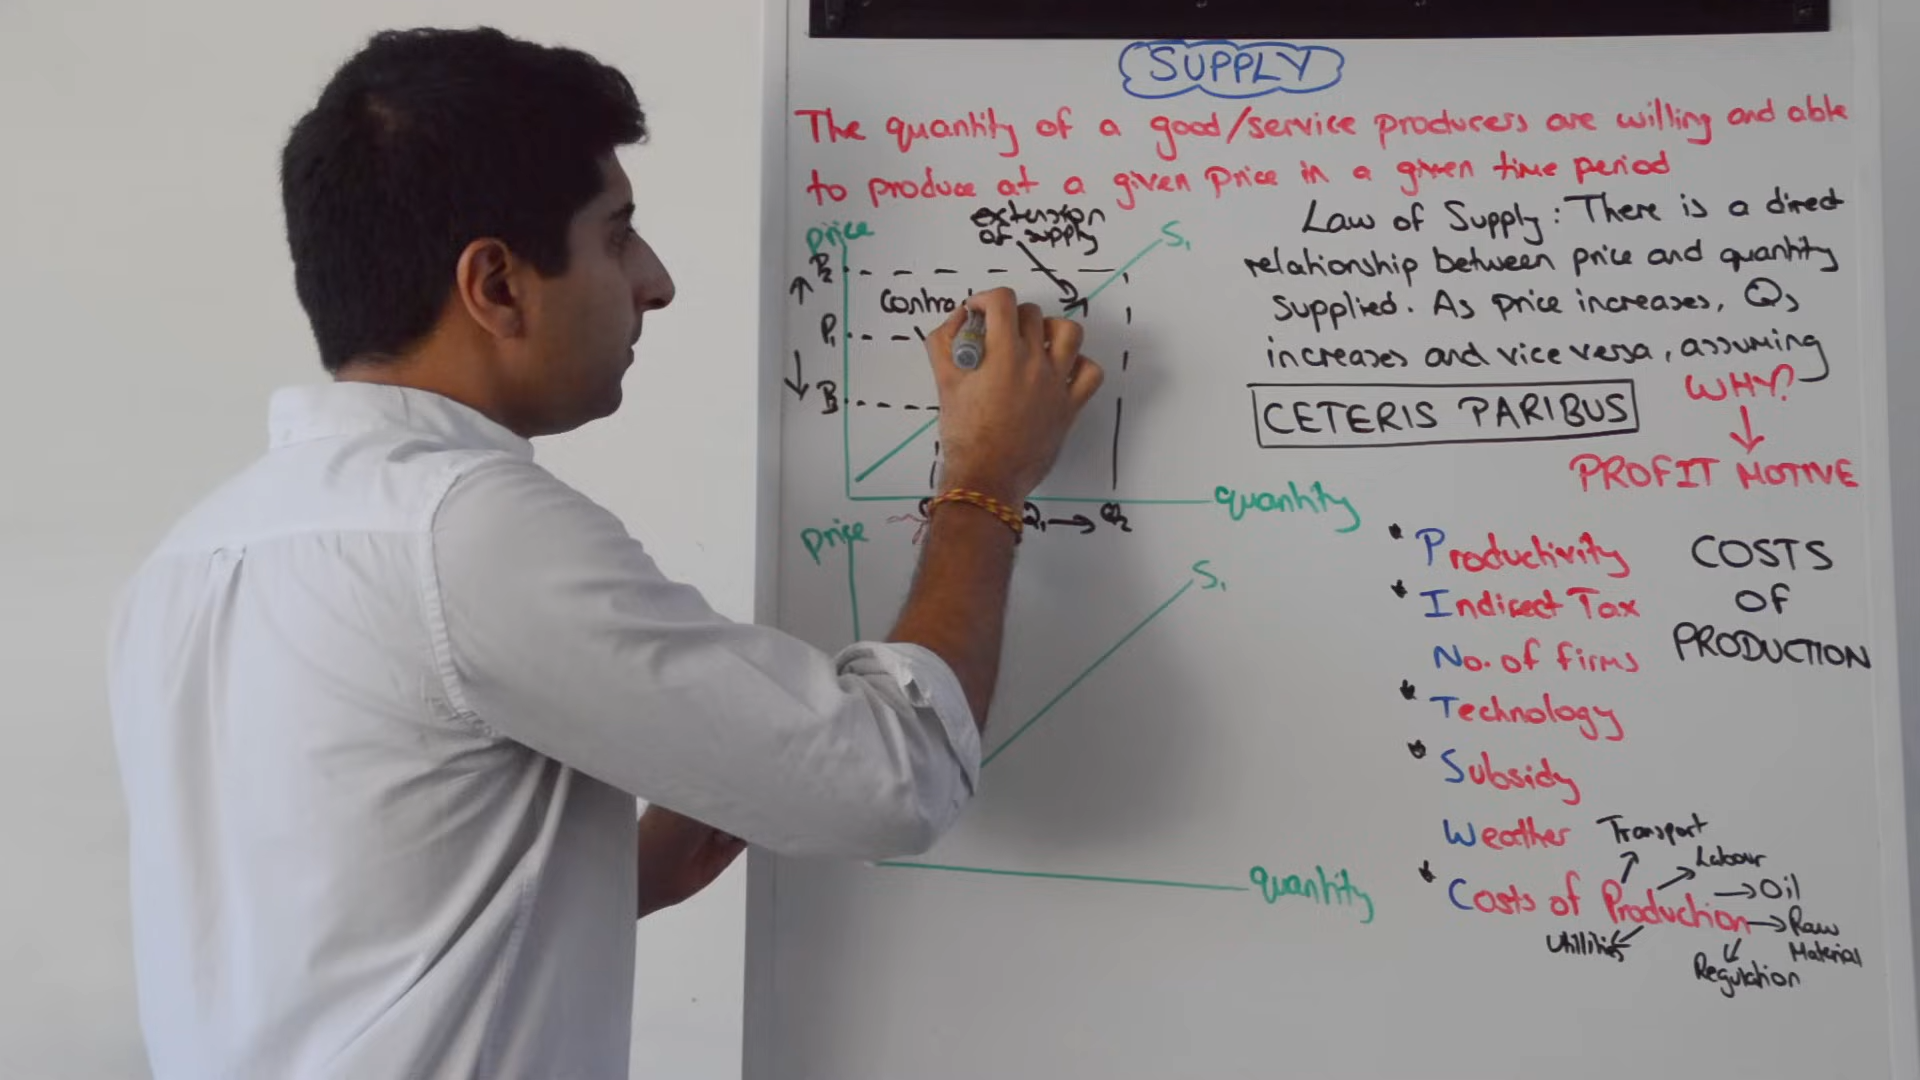 SUPPLY
The quantity of a good/service producers are willing and able
to produce at a given price in a given time period
extension
of supply
price
S₁
P₂
Contrac
P₁
P₃
quantity
Q₁ → Q₂
Law of Supply: There is a direct
relationship between price and quantity
supplied. As price increases, Qs
increases and vice versa, assuming
CETERIS PARIBUS
WHY?
PROFIT MOTIVE
price
S₁
quantity
* Productivity
* Indirect Tax
No. of firms
* Technology
* Subsidy
Weather
* Costs of Production
COSTS
OF
PRODUCTION
Transport
Labour
Oil
Raw
Material
Regulation